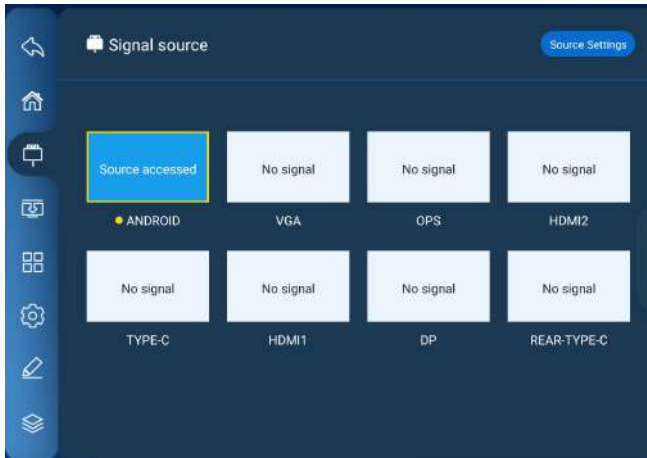 Signal source
Source Settings
Source accessed
No signal
No signal
No signal
ANDROID
VGA
OPS
HDMI2
No signal
No signal
No signal
No signal
TYPE-C
HDMI1
DP
REAR-TYPE-C